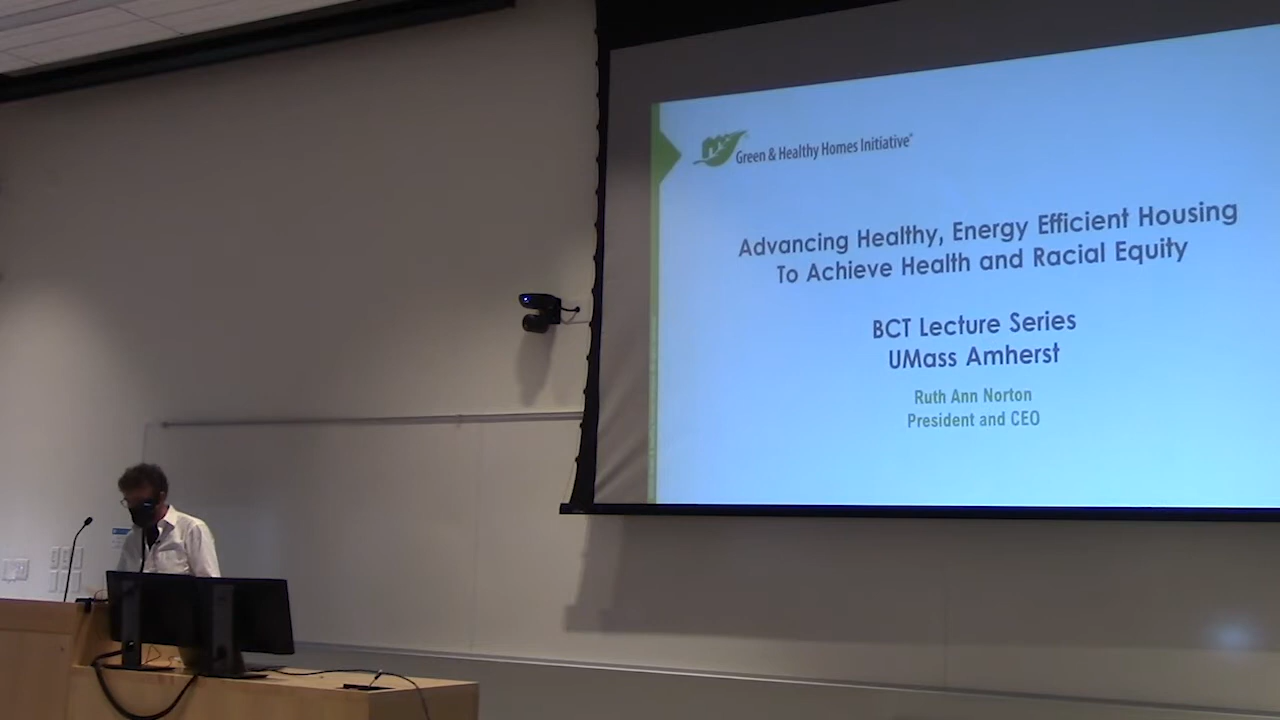 Green & Healthy Homes Initiative®
Advancing Healthy, Energy Efficient Housing
To Achieve Health and Racial Equity
BCT Lecture Series
UMass Amherst
Ruth Ann Norton
President and CEO